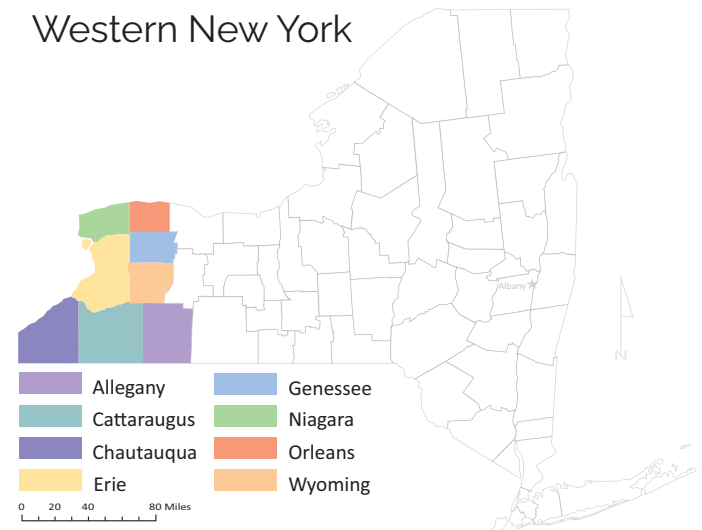 Western New York
Albany
N
Allegany
Cattaraugus
Chautauqua
Erie
Genessee
Niagara
Orleans
Wyoming
0 20 40 80 Miles